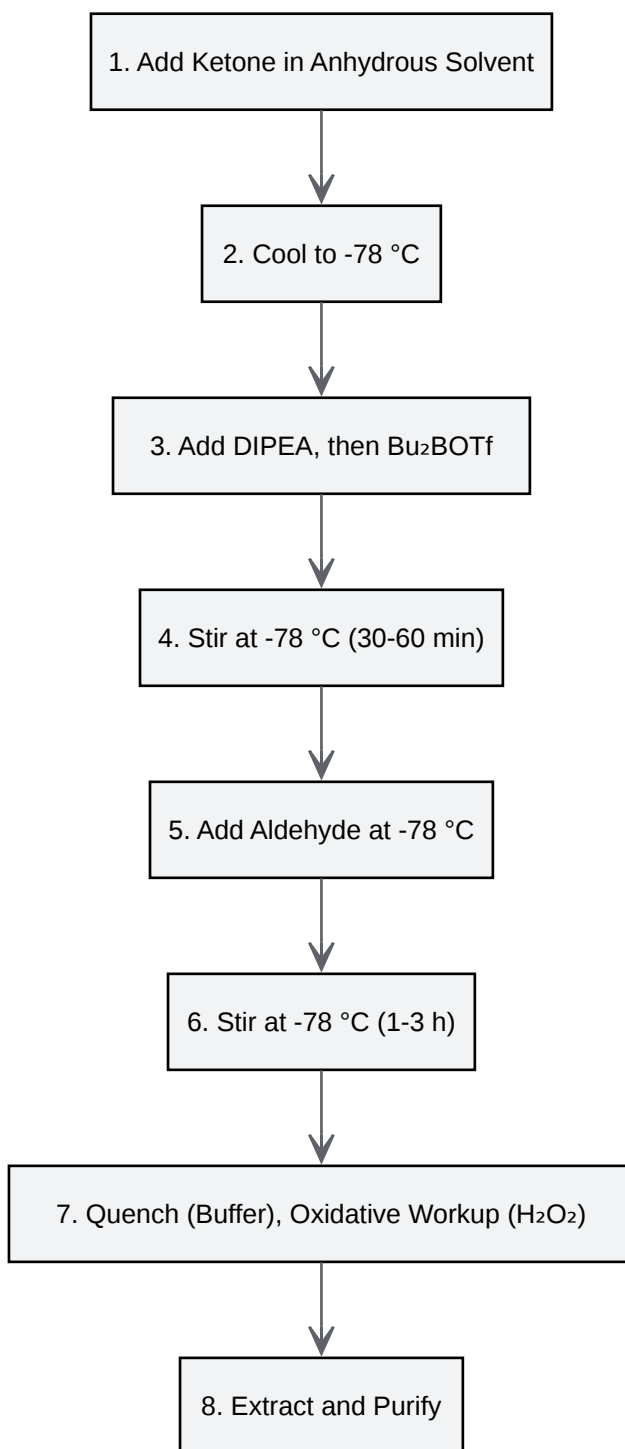 1. Add Ketone in Anhydrous Solvent
2. Cool to -78 °C
3. Add DIPEA, then Bu₂BOTf
4. Stir at -78 °C (30-60 min)
5. Add Aldehyde at -78 °C
6. Stir at -78 °C (1-3 h)
7. Quench (Buffer), Oxidative Workup (H₂O₂)
8. Extract and Purify